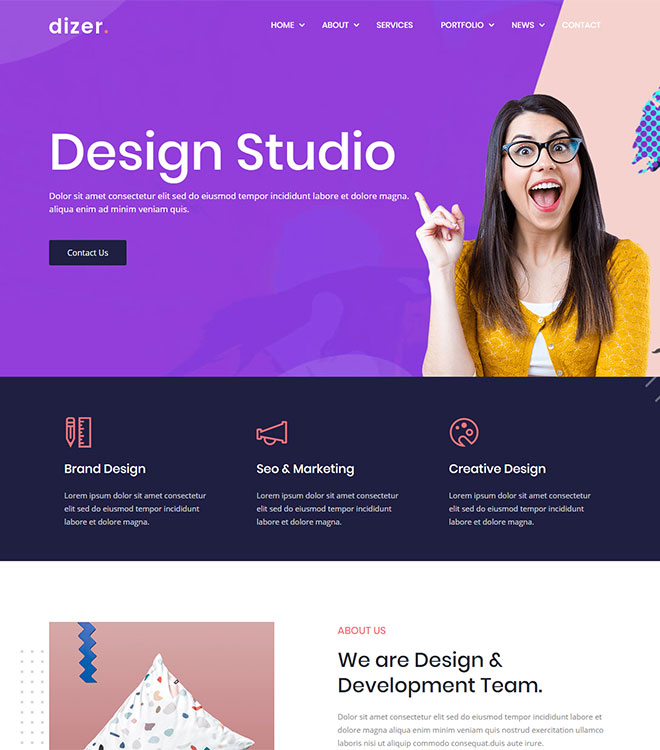 dizer.
HOME ABOUT SERVICES PORTFOLIO NEWS CONTACT
Design Studio
Dolor sit amet consectetur elit sed do eiusmod tempor incididunt labore et dolore magna.
aliqua enim ad minim veniam quis.
Contact Us
Brand Design
Lorem ipsum dolor sit amet consectetur
elit sed do eiusmod tempor incididunt
labore et dolore magna.
Seo & Marketing
Lorem ipsum dolor sit amet consectetur
elit sed do eiusmod tempor incididunt
labore et dolore magna.
Creative Design
Lorem ipsum dolor sit amet consectetur
elit sed do eiusmod tempor incididunt
labore et dolore magna.
ABOUT US
We are Design &
Development Team.
Dolor sit amet consectetur elit sed do eiusmod tempor incididunt labore et
dolore magna aliqua enim minim veniam quis nostrud exercitation ullamco
laboris nisi ut aliquip commodo consequat.duis aute irure.